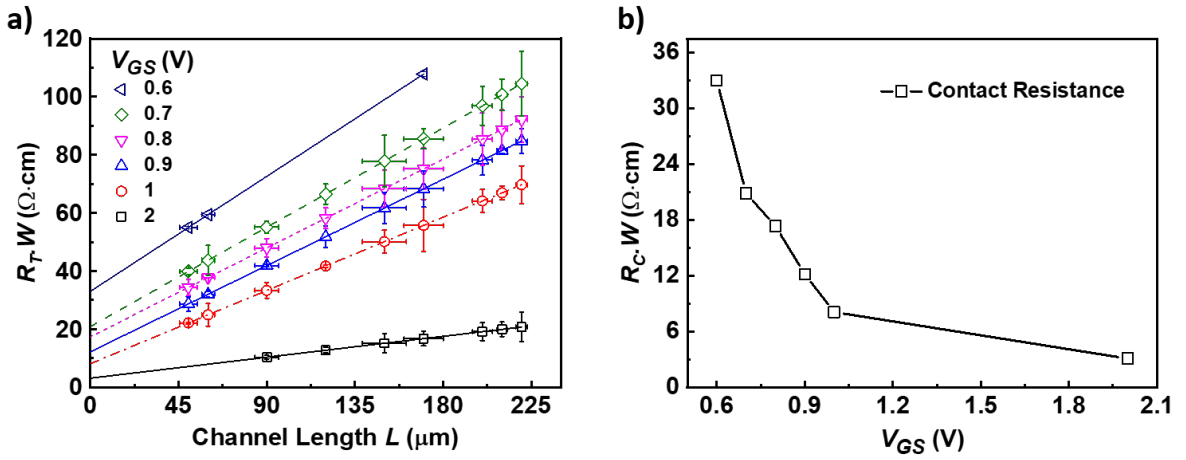 a)
120
100
80
60
40
20
0
R_T.W (Ω·cm)
V_GS (V)
0.6
0.7
0.8
0.9
1
2
0 45 90 135 180 225
Channel Length L (μm)
b)
36
30
24
18
12
6
0
R_C.W (Ω·cm)
Contact Resistance
0.6 0.9 1.2 1.5 1.8 2.1
V_GS (V)